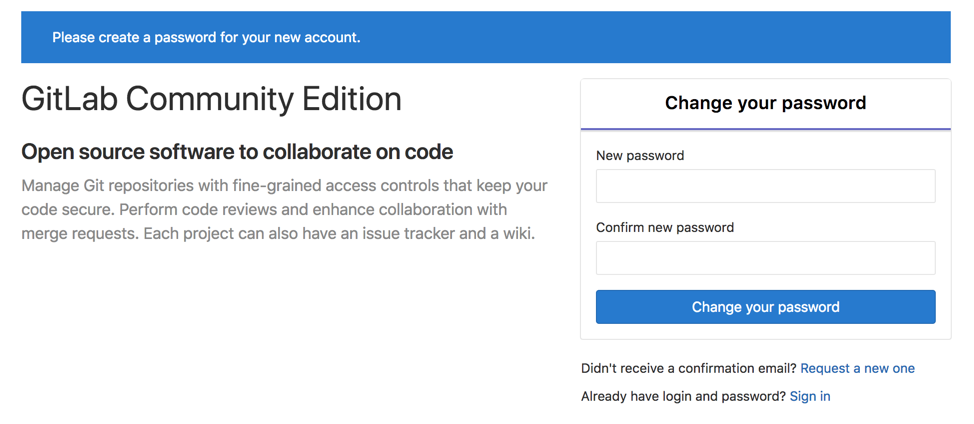 Please create a password for your new account.
GitLab Community Edition
Open source software to collaborate on code
Manage Git repositories with fine-grained access controls that keep your
code secure. Perform code reviews and enhance collaboration with
merge requests. Each project can also have an issue tracker and a wiki.
Change your password
New password
Confirm new password
Change your password
Didn't receive a confirmation email? Request a new one
Already have login and password? Sign in